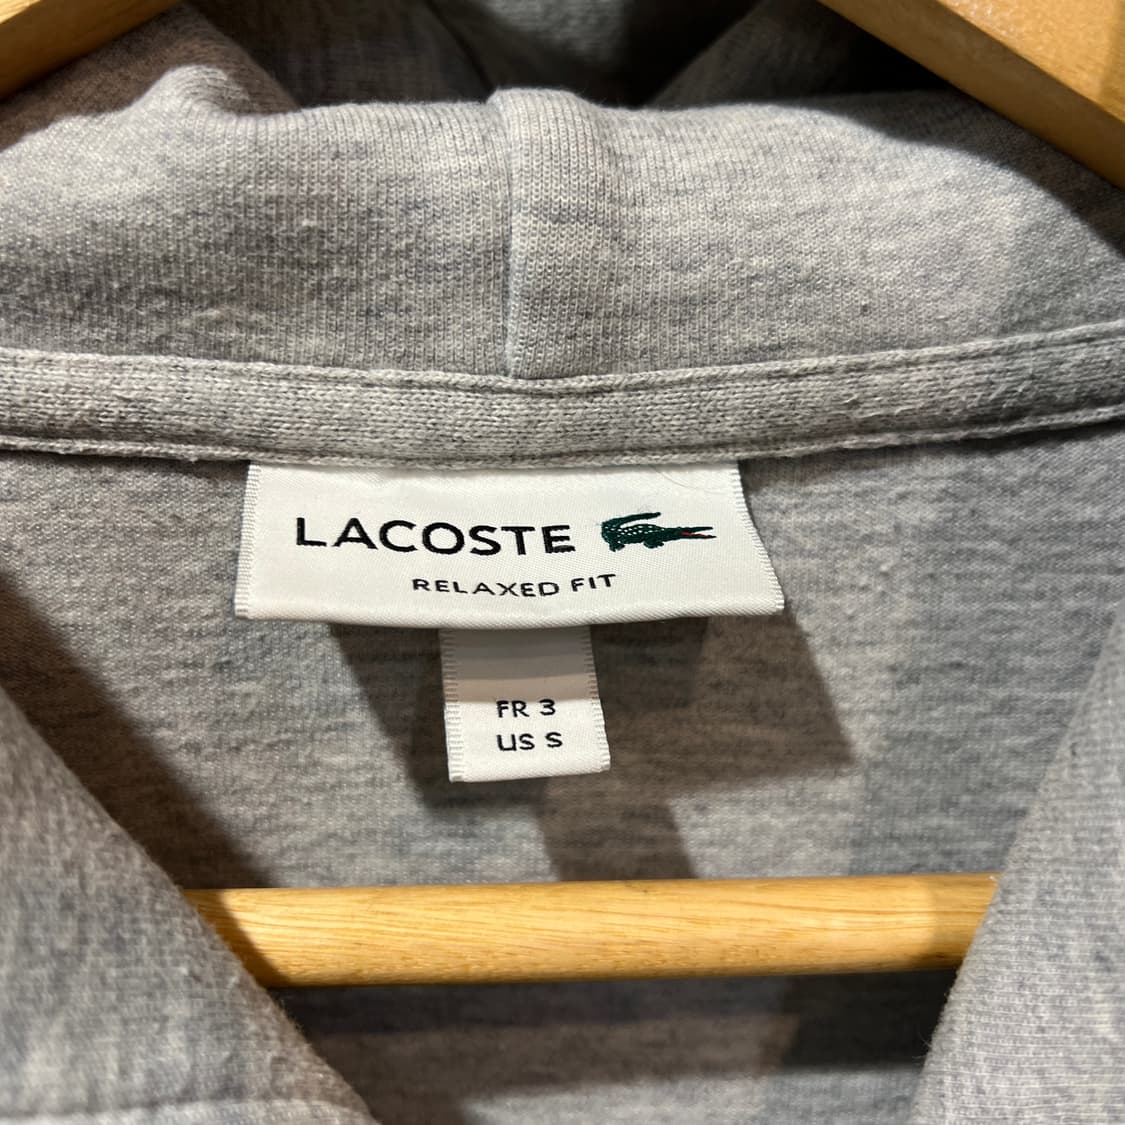 LACOSTE
RELAXED FIT
FR 3
US S